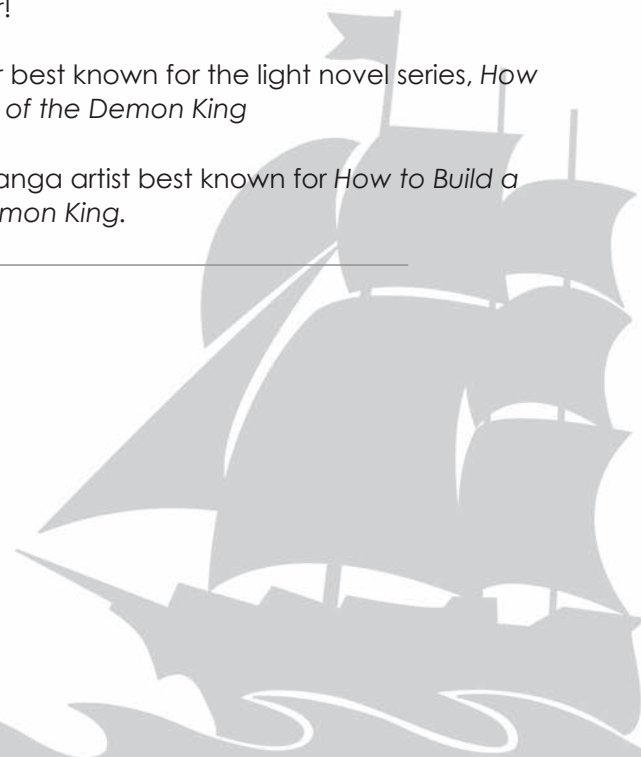 r!
r best known for the light novel series, How
of the Demon King
anga artist best known for How to Build a
mon King.